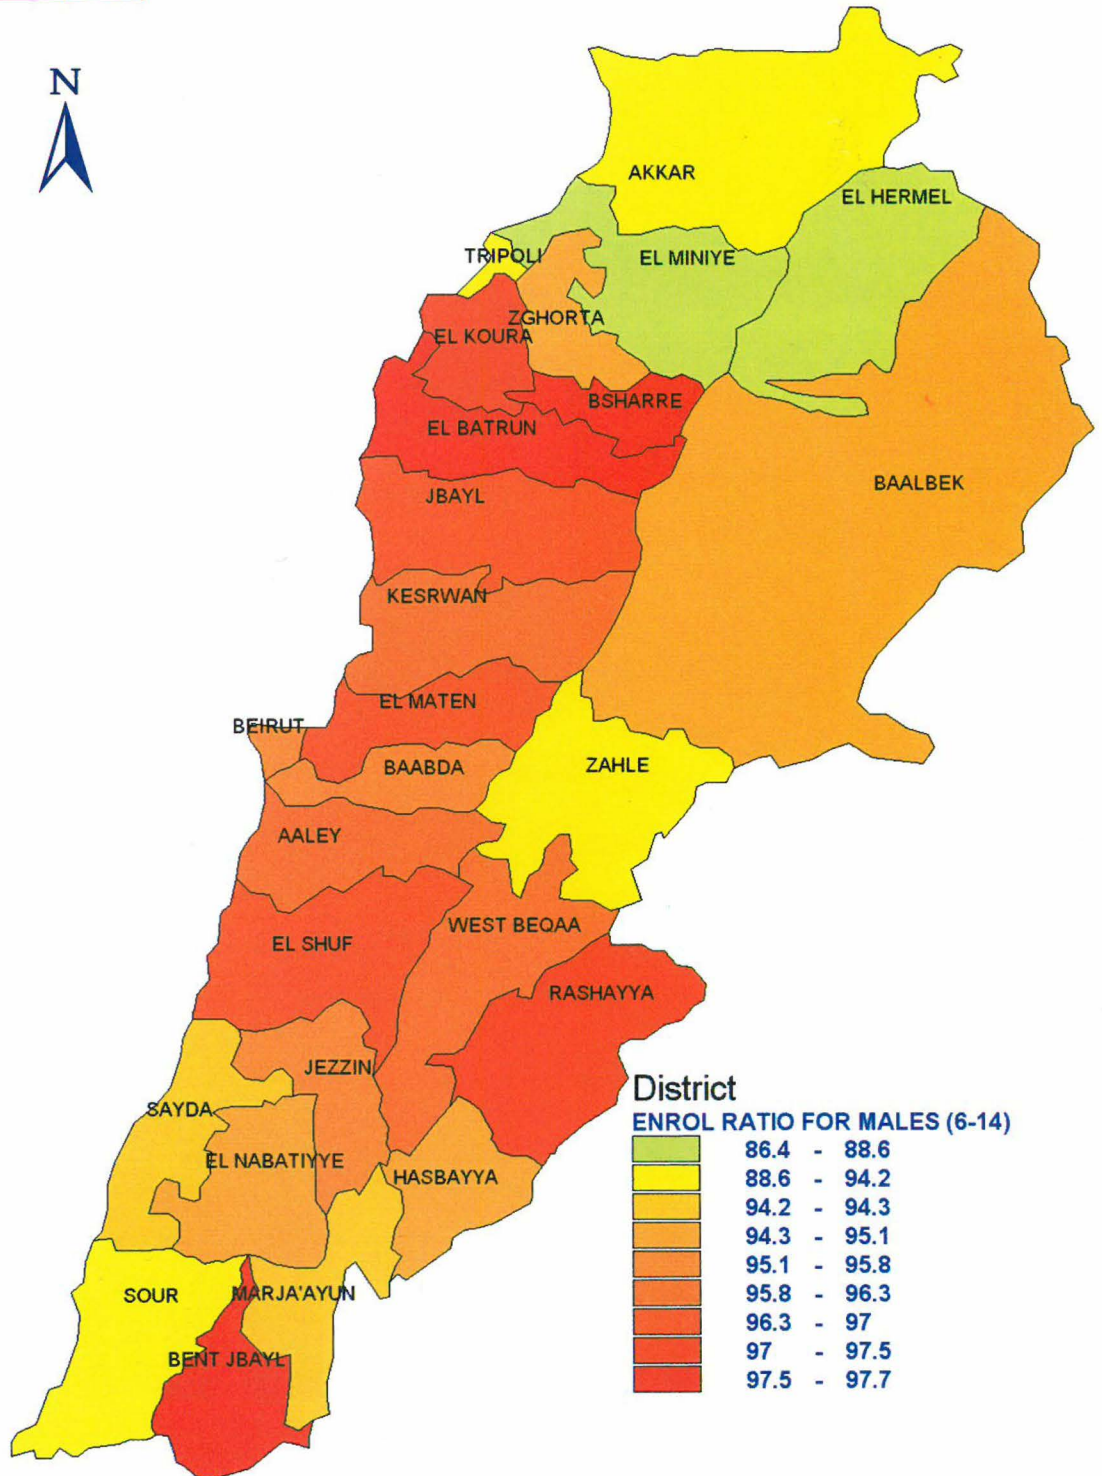 N
AKKAR
EL HERMEL
TRIPOLI
EL MINIYE
ZGHORTA
EL KOURA
BSHARRE
EL BATRUN
BAALBEK
JBAYL
KESRWAN
EL MATEN
BEIRUT
BAABDA
ZAHLE
AALEY
WEST BEQAA
EL SHUF
RASHAYYA
JEZZIN
SAYDA
EL NABATIYYE
HASBAYYA
SOUR
MARJA'AYUN
BENT JBAYL
District
ENROL RATIO FOR MALES (6-14)
86.4 - 88.6
88.6 - 94.2
94.2 - 94.3
94.3 - 95.1
95.1 - 95.8
95.8 - 96.3
96.3 - 97
97 - 97.5
97.5 - 97.7